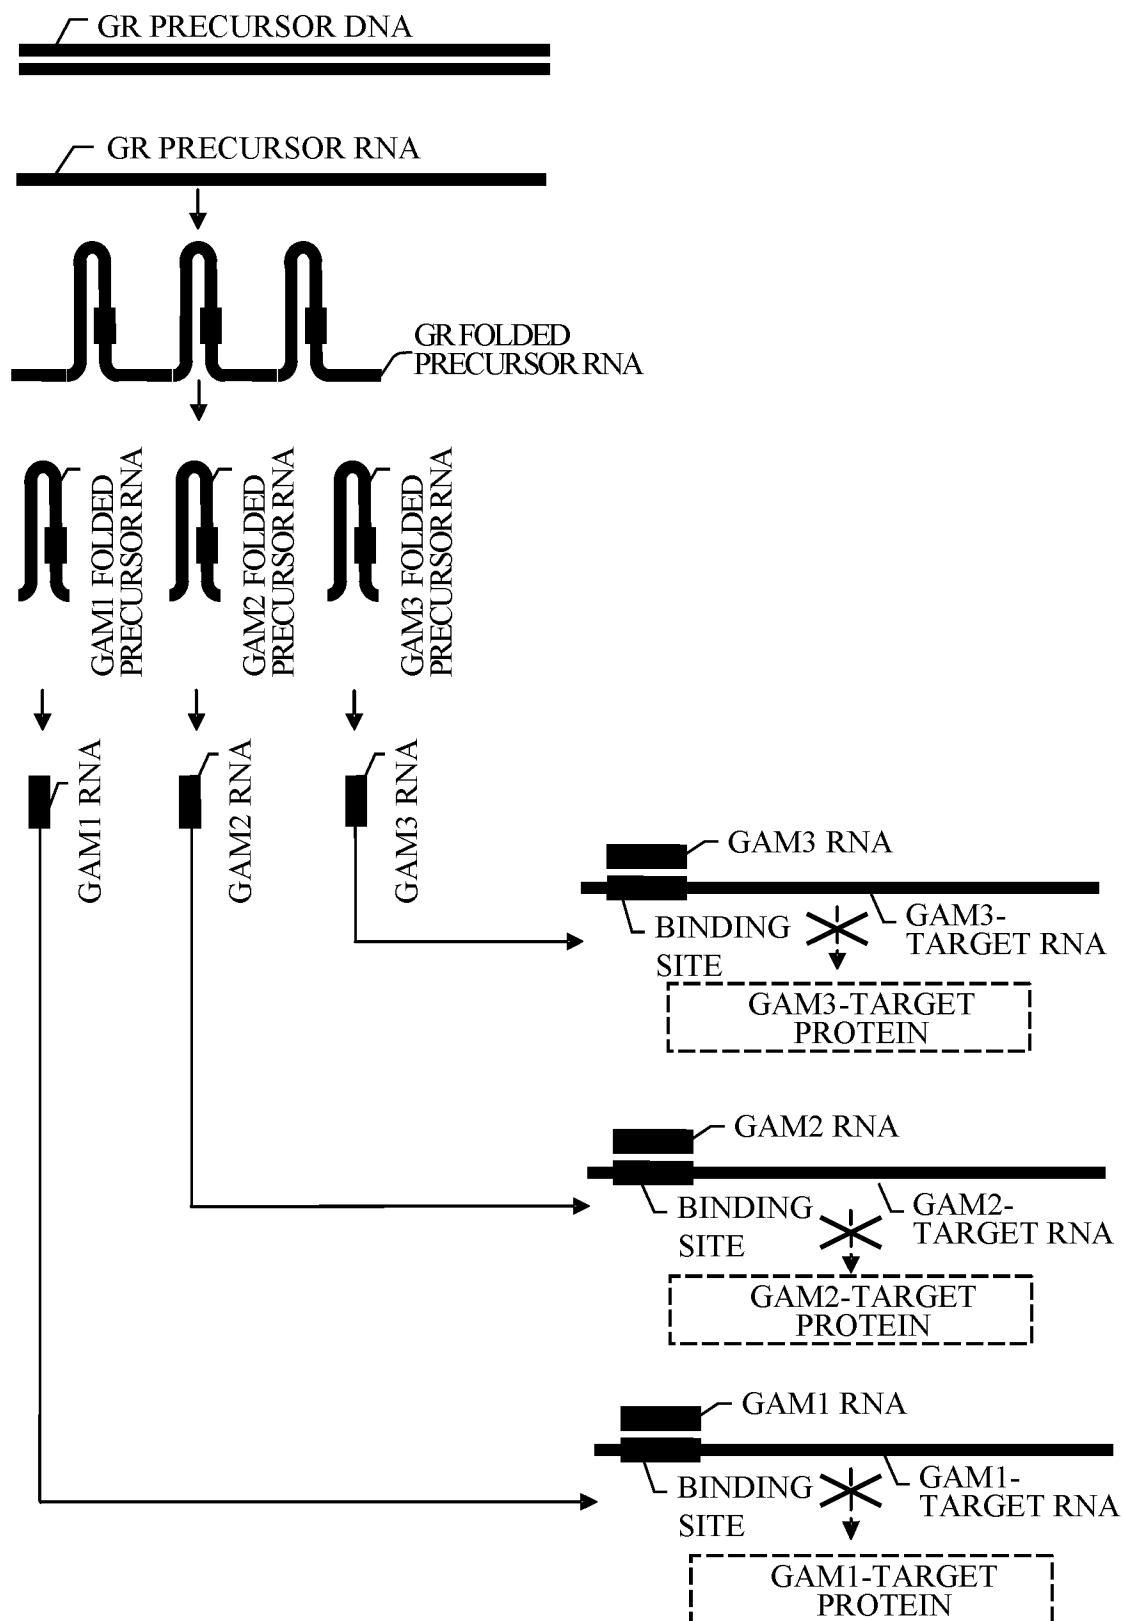 GR PRECURSOR DNA
GR PRECURSOR RNA
GR FOLDED
PRECURSOR RNA
GAM1 FOLDED
PRECURSOR RNA
GAM2 FOLDED
PRECURSOR RNA
GAM3 FOLDED
PRECURSOR RNA
GAM1 RNA
GAM2 RNA
GAM3 RNA
GAM3 RNA
BINDING
SITE
GAM3-
TARGET RNA
GAM3-TARGET
PROTEIN
GAM2 RNA
BINDING
SITE
GAM2-
TARGET RNA
GAM2-TARGET
PROTEIN
GAM1 RNA
BINDING
SITE
GAM1-
TARGET RNA
GAM1-TARGET
PROTEIN